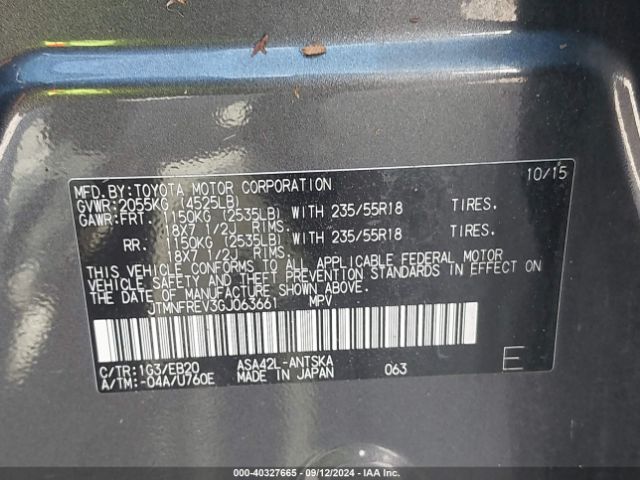 MFD.BY:TOYOTA MOTOR CORPORATION 10/15
GVWR:2055KG (4525LB)
GAWR:FRT. 1150KG (2535LB) WITH 235/55R18 TIRES.
18X7 1/2J RIMS.
RR. 1150KG (2535LB) WITH 235/55R18 TIRES.
18X7 1/2J RIMS.
THIS VEHICLE CONFORMS TO ALL APPLICABLE FEDERAL MOTOR
VEHICLE SAFETY AND THEFT PREVENTION STANDARDS IN EFFECT ON
THE DATE OF MANUFACTURE SHOWN ABOVE.
JTMNFREV3GJ063661 MPV
C/TR:1G3/EB20 ASA42L-ANTSKA 063 E
A/TM:-04A/U760E MADE IN JAPAN
000-40327665 - 09/12/2024 - IAA Inc.